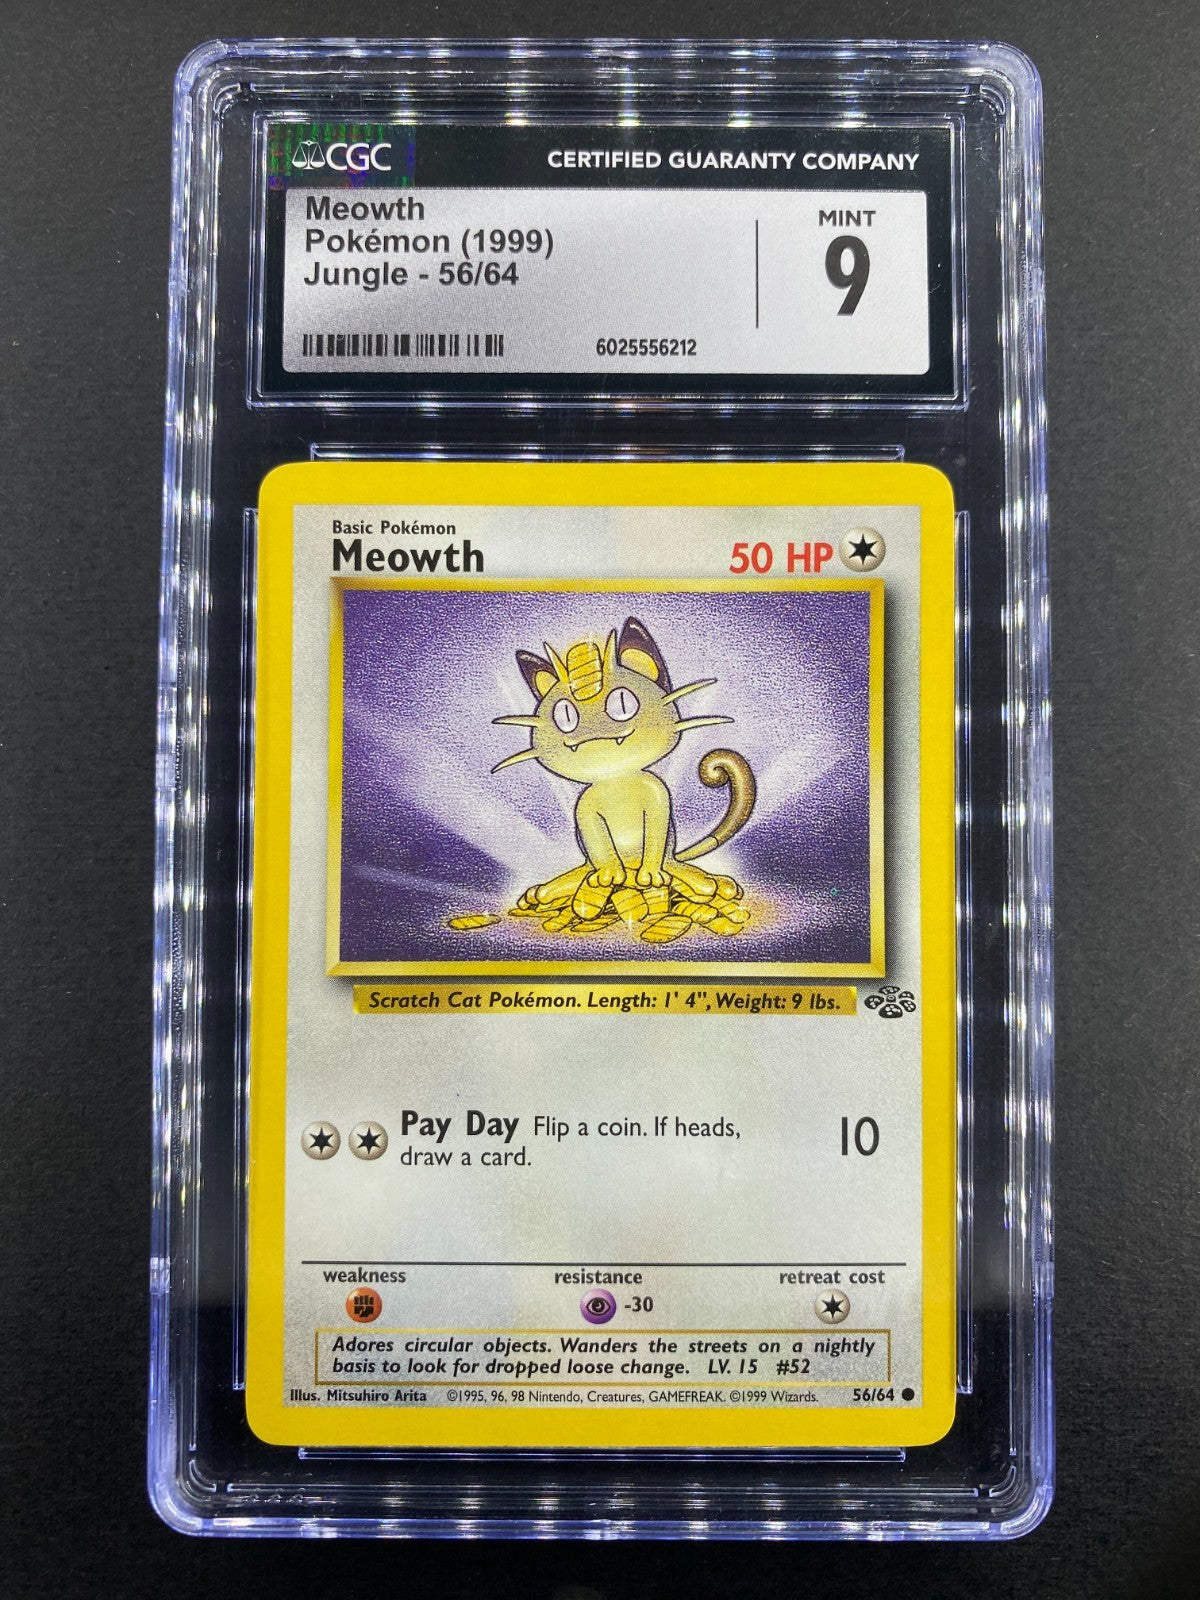 CGC CERTIFIED GUARANTY COMPANY
Meowth
Pokémon (1999)
Jungle - 56/64
MINT
9
6025556212
Basic Pokémon
Meowth 50 HP
Scratch Cat Pokémon. Length: 1' 4", Weight: 9 lbs.
Pay Day Flip a coin. If heads,
draw a card.
10
weakness resistance retreat cost
-30
Adores circular objects. Wanders the streets on a nightly
basis to look for dropped loose change. LV. 15 #52
Illus. Mitsuhiro Arita ©1995, 96, 98 Nintendo, Creatures, GAMEFREAK. ©1999 Wizards. 56/64